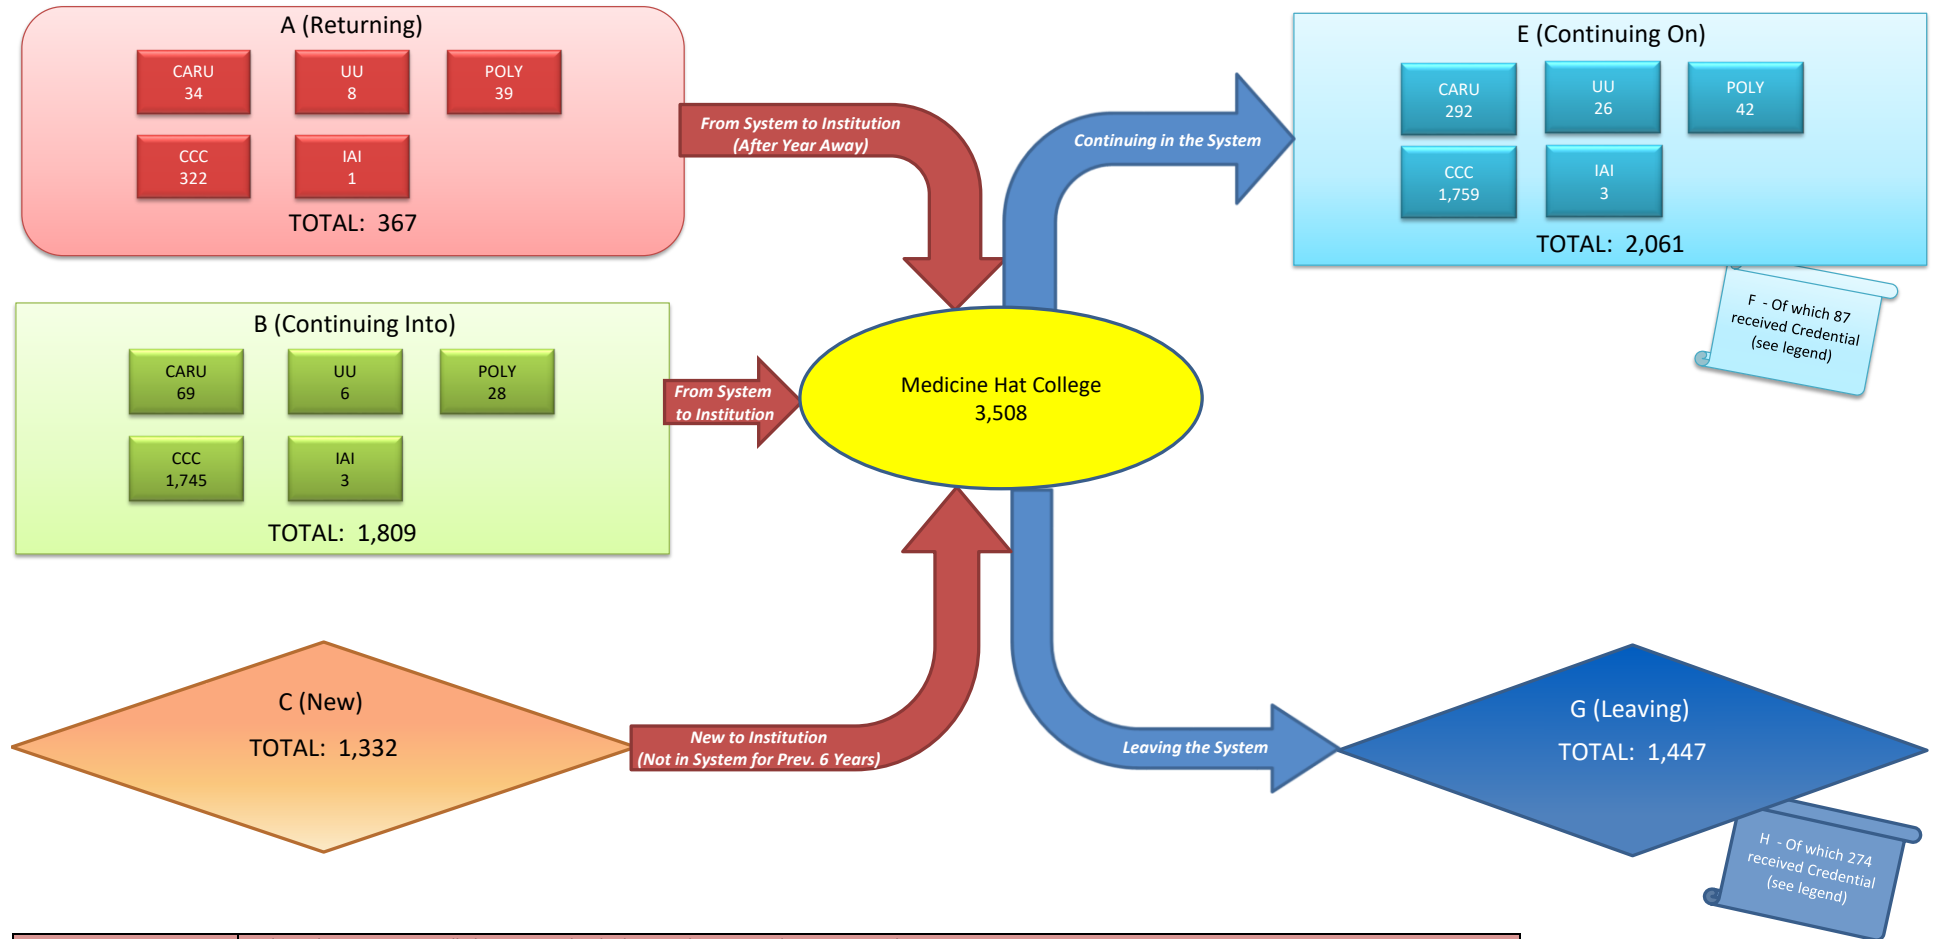 A (Returning)
CARU
34
UU
8
POLY
39
CCC
322
IAI
1
TOTAL: 367
From System to Institution
(After Year Away)
B (Continuing Into)
CARU
69
UU
6
POLY
28
CCC
1,745
IAI
3
TOTAL: 1,809
From System
to Institution
C (New)
TOTAL: 1,332
New to Institution
(Not in System for Prev. 6 Years)
Medicine Hat College
3,508
Continuing in the System
E (Continuing On)
CARU
292
UU
26
POLY
42
CCC
1,759
IAI
3
TOTAL: 2,061
F - Of which 87
received Credential
(see legend)
Leaving the System
G (Leaving)
TOTAL: 1,447
H - Of which 274
received Credential
(see legend)